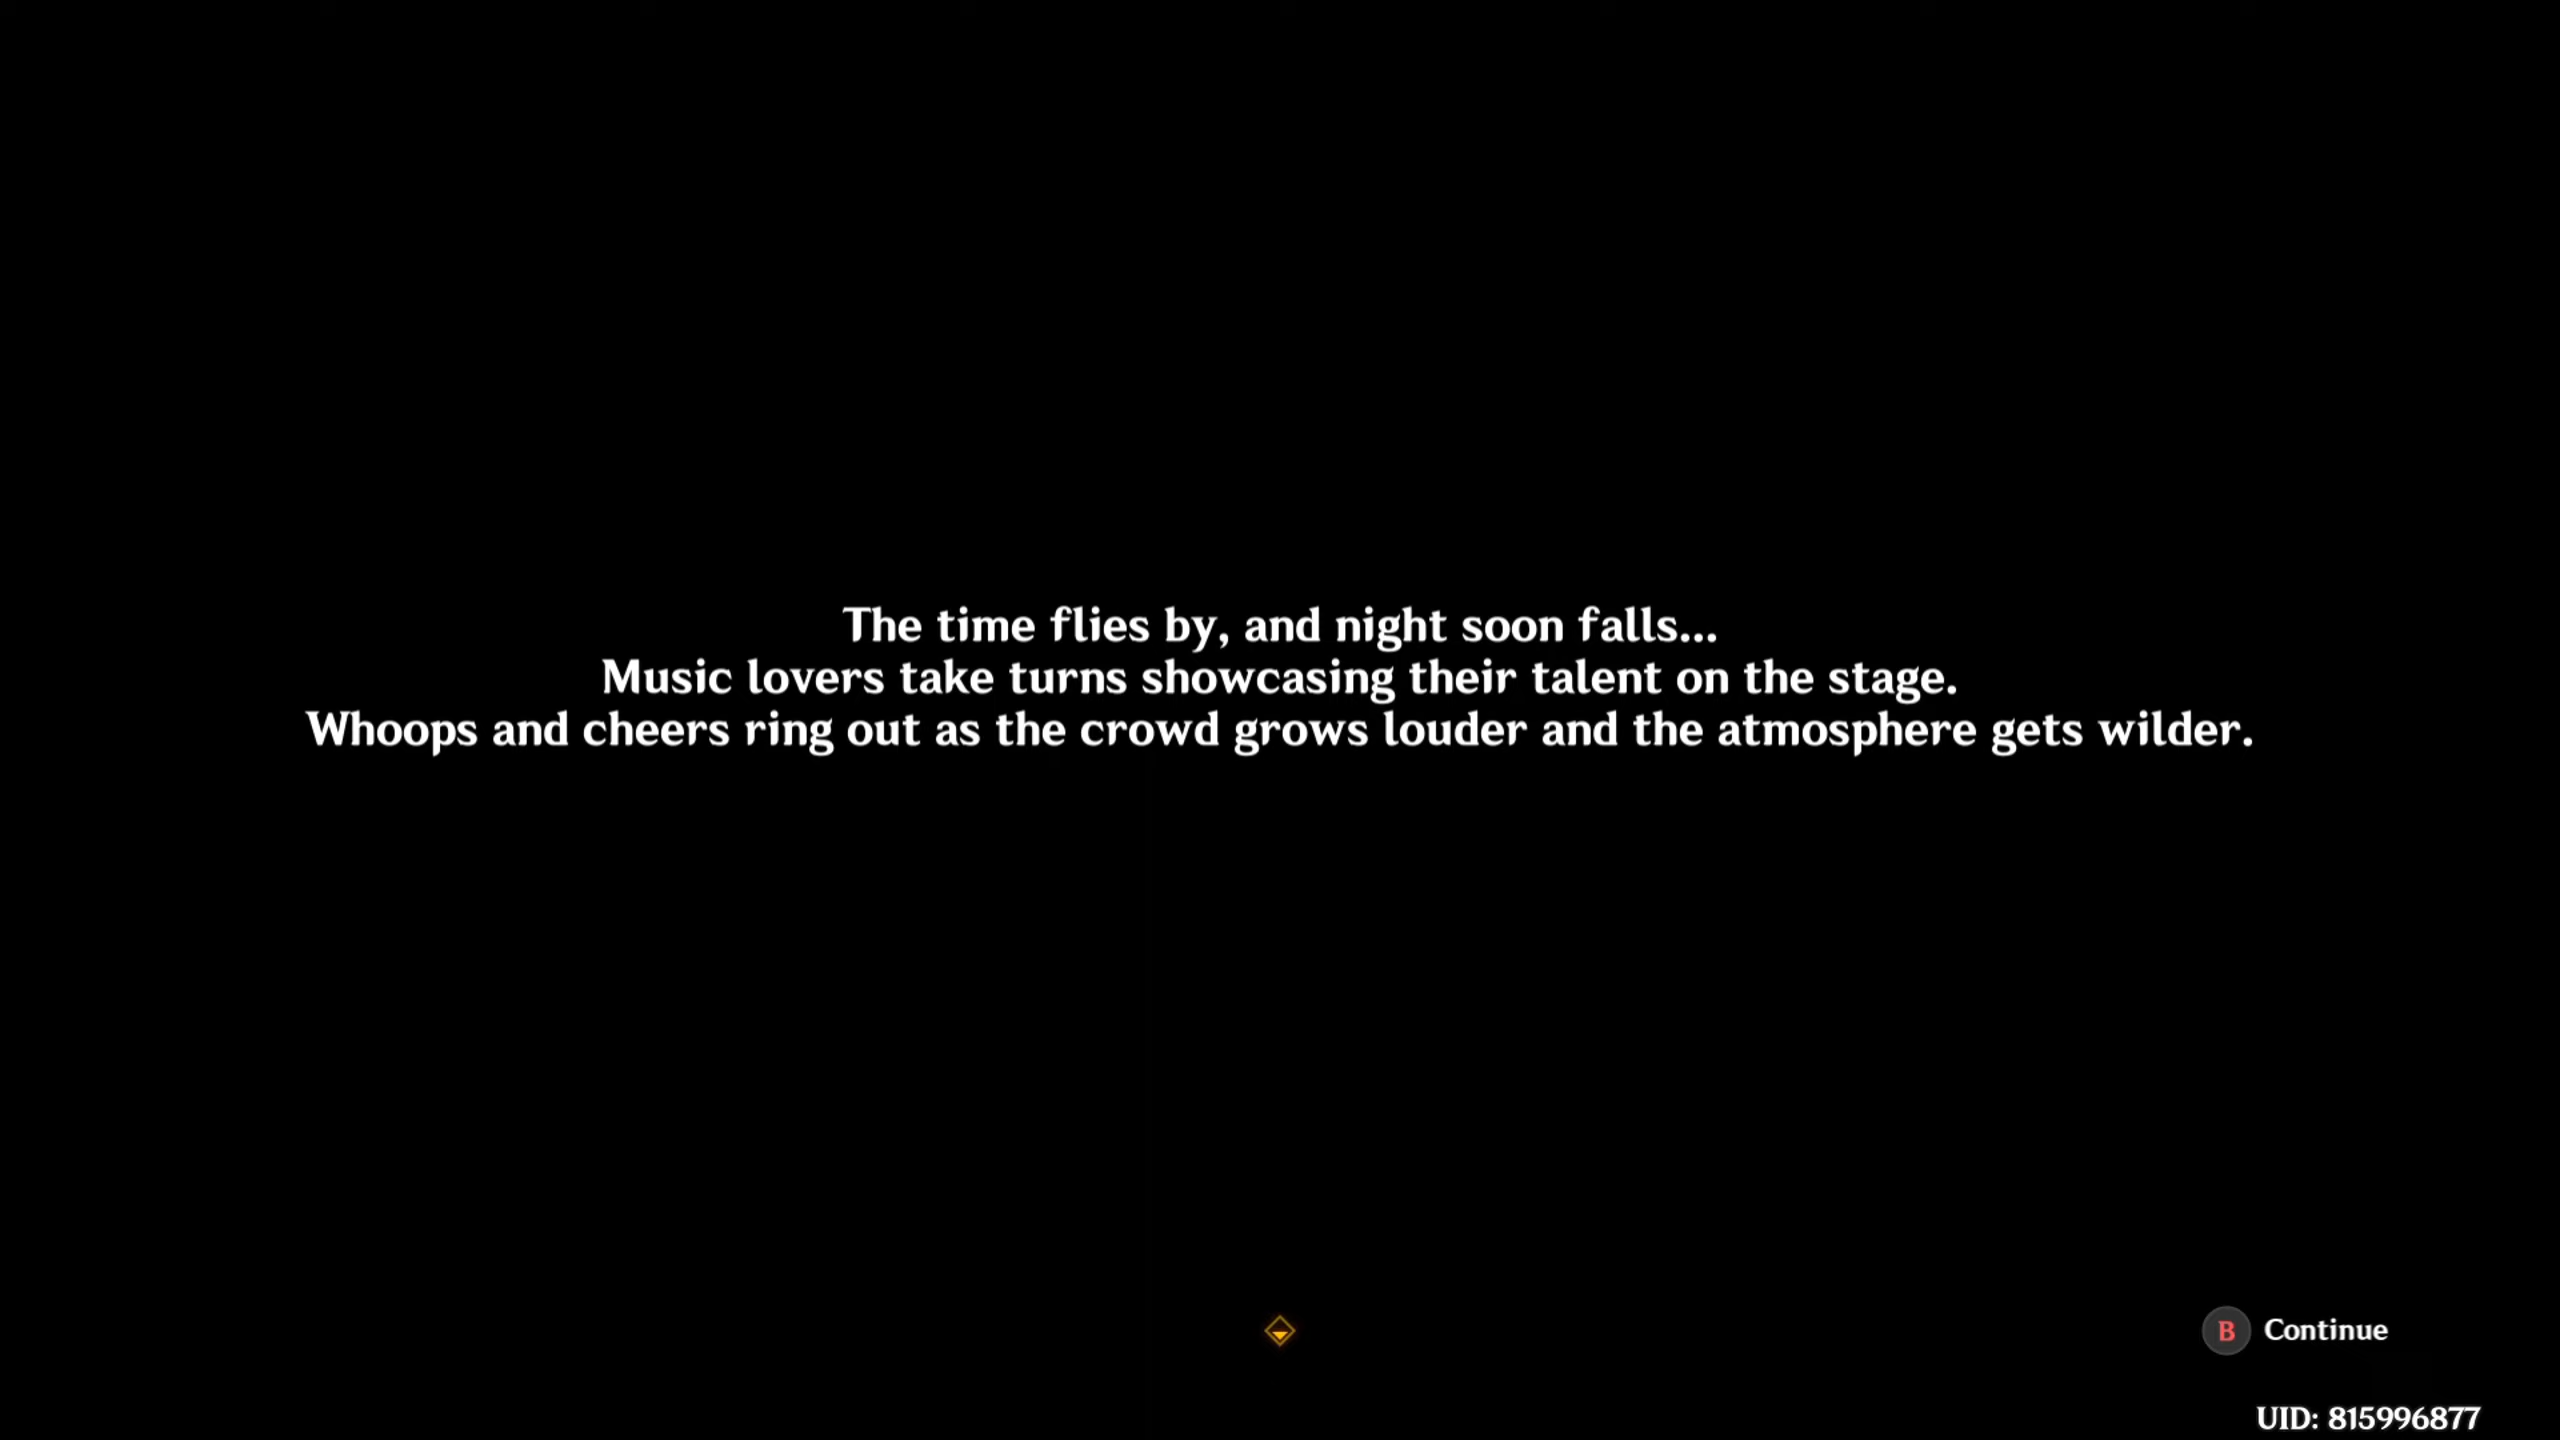 The time flies by, and night soon falls...
Music lovers take turns showcasing their talent on the stage.
Whoops and cheers ring out as the crowd grows louder and the atmosphere gets wilder.
B Continue
UID: 815996877